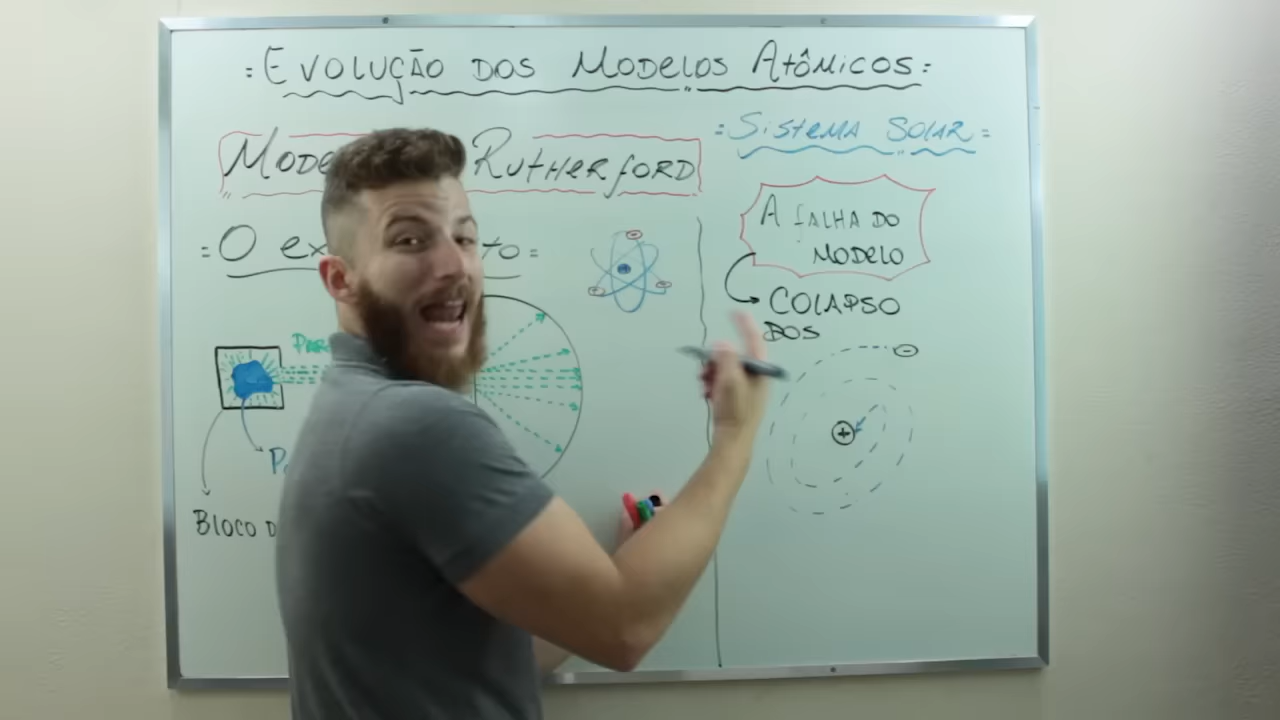 = EVOLUÇÃO DOS MODELOS ATÔMICOS =
RUTHERFORD
= O
=
BLOCO
= SISTEMA SOLAR =
A FALHA DO
MODELO
COLAPSO
DOS